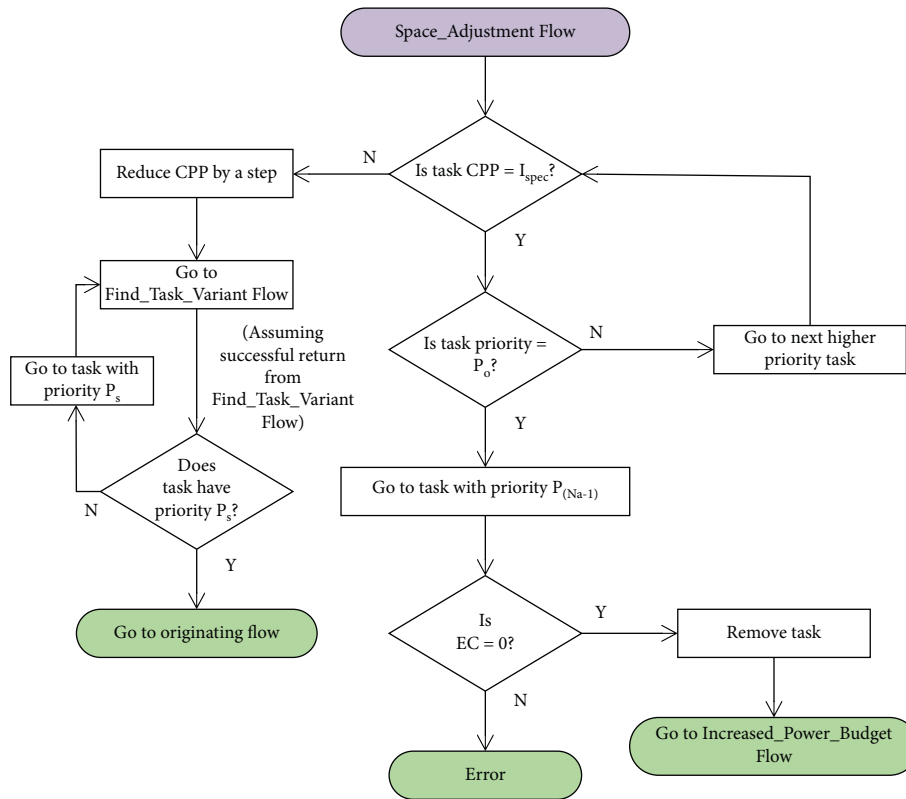 Space_Adjustment Flow
Is task CPP = I_spec?
N
Reduce CPP by a step
Y
Go to
Find_Task_Variant Flow
(Assuming
successful return
from
Find_Task_Variant
Flow)
Is task priority =
P_o?
N
Go to next higher
priority task
Go to task with
priority P_s
Y
Does
task have
priority P_s?
N
Go to task with priority P_(Na-1)
Y
Go to originating flow
Is
EC = 0?
Y
Remove task
N
Error
Go to Increased_Power_Budget
Flow